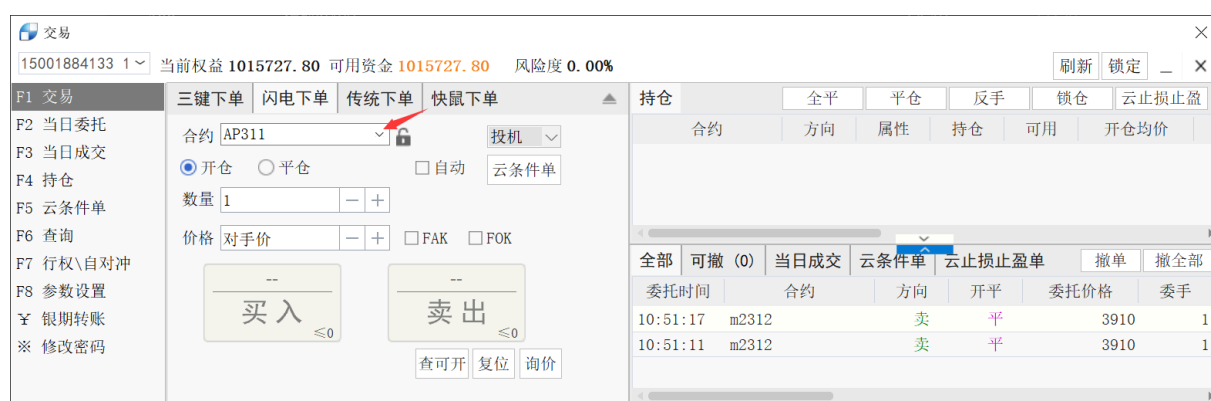 交易
15001884133 1 当前权益 1015727.80 可用资金 1015727.80 风险度 0.00% 刷新 锁定
F1 交易
F2 当日委托
F3 当日成交
F4 持仓
F5 云条件单
F6 查询
F7 行权\自对冲
F8 参数设置
¥ 银期转账
※ 修改密码
三键下单 闪电下单 传统下单 快鼠下单
合约 AP311 投机
开仓 平仓 自动 云条件单
数量 1 − +
价格 对手价 − + FAK FOK
-- --
买入 ≤0 卖出 ≤0
查可开 复位 询价
持仓 全平 平仓 反手 锁仓 云止损止盈
合约 方向 属性 持仓 可用 开仓均价
全部 可撤 (0) 当日成交 云条件单 云止损止盈单 撤单 撤全部
委托时间 合约 方向 开平 委托价格 委手
10:51:17 m2312 卖 平 3910 1
10:51:11 m2312 卖 平 3910 1